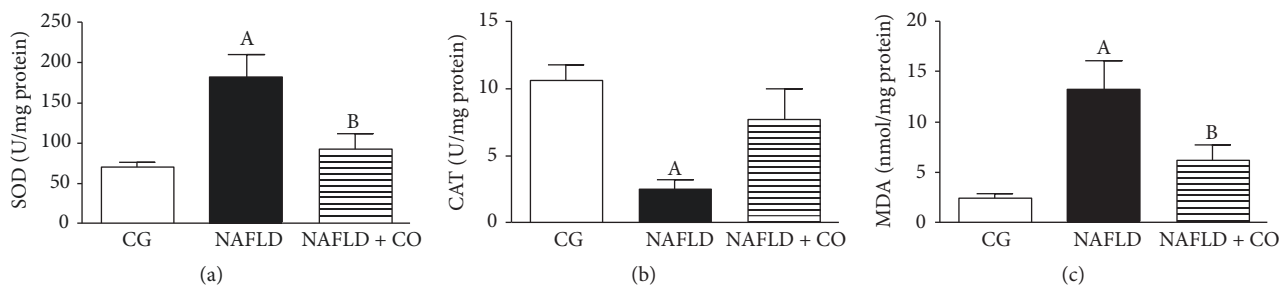 SOD (U/mg protein)
250
200
150
100
50
0
A
B
CG
NAFLD
NAFLD + CO
(a)
CAT (U/mg protein)
15
10
5
0
A
CG
NAFLD
NAFLD + CO
(b)
MDA (nmol/mg protein)
20
15
10
5
0
A
B
CG
NAFLD
NAFLD + CO
(c)